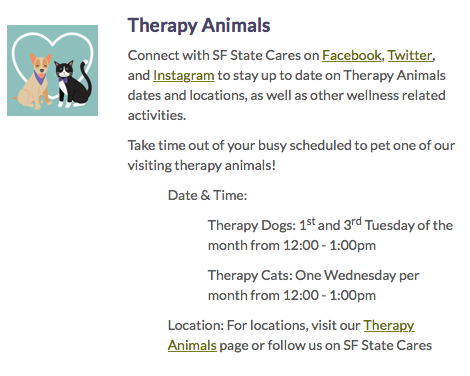 Therapy Animals
Connect with SF State Cares on Facebook, Twitter,
and Instagram to stay up to date on Therapy Animals
dates and locations, as well as other wellness related
activities.
Take time out of your busy scheduled to pet one of our
visiting therapy animals!
Date & Time:
Therapy Dogs: 1st and 3rd Tuesday of the
month from 12:00 - 1:00pm
Therapy Cats: One Wednesday per
month from 12:00 - 1:00pm
Location: For locations, visit our Therapy
Animals page or follow us on SF State Cares